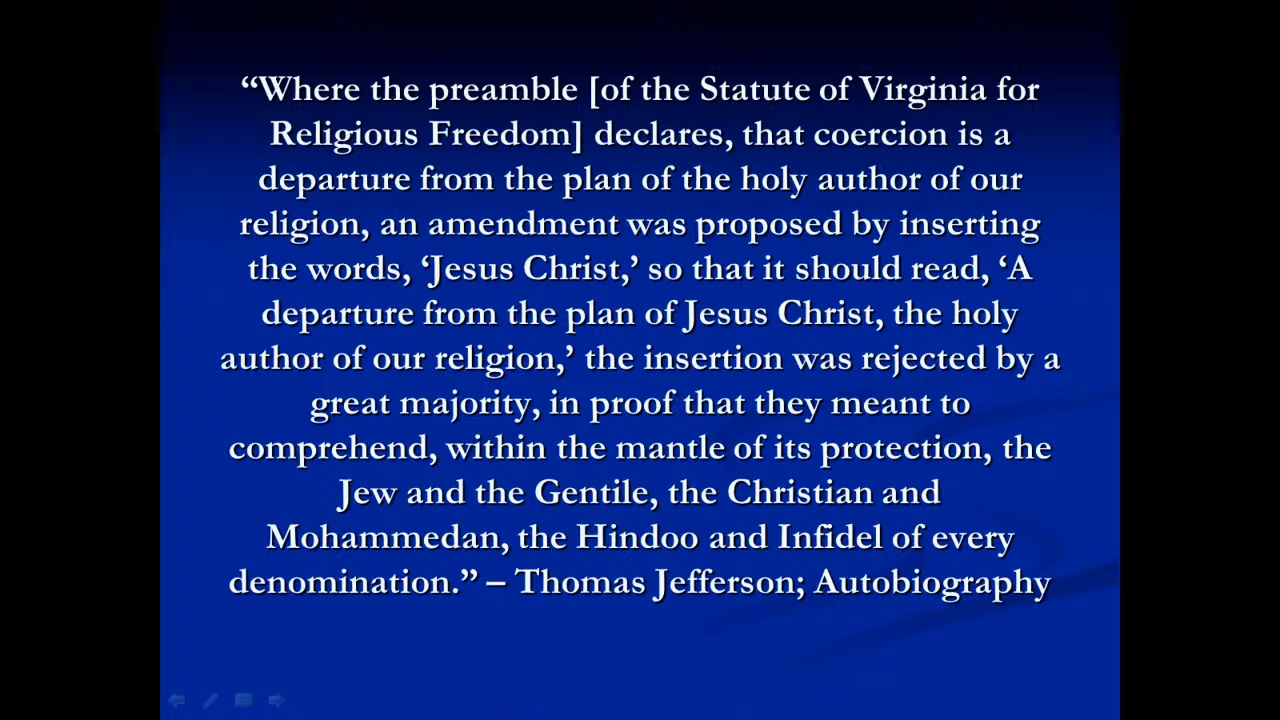 “Where the preamble [of the Statute of Virginia for
Religious Freedom] declares, that coercion is a
departure from the plan of the holy author of our
religion, an amendment was proposed by inserting
the words, ‘Jesus Christ,’ so that it should read, ‘A
departure from the plan of Jesus Christ, the holy
author of our religion,’ the insertion was rejected by a
great majority, in proof that they meant to
comprehend, within the mantle of its protection, the
Jew and the Gentile, the Christian and
Mohammedan, the Hindoo and Infidel of every
denomination.” – Thomas Jefferson; Autobiography